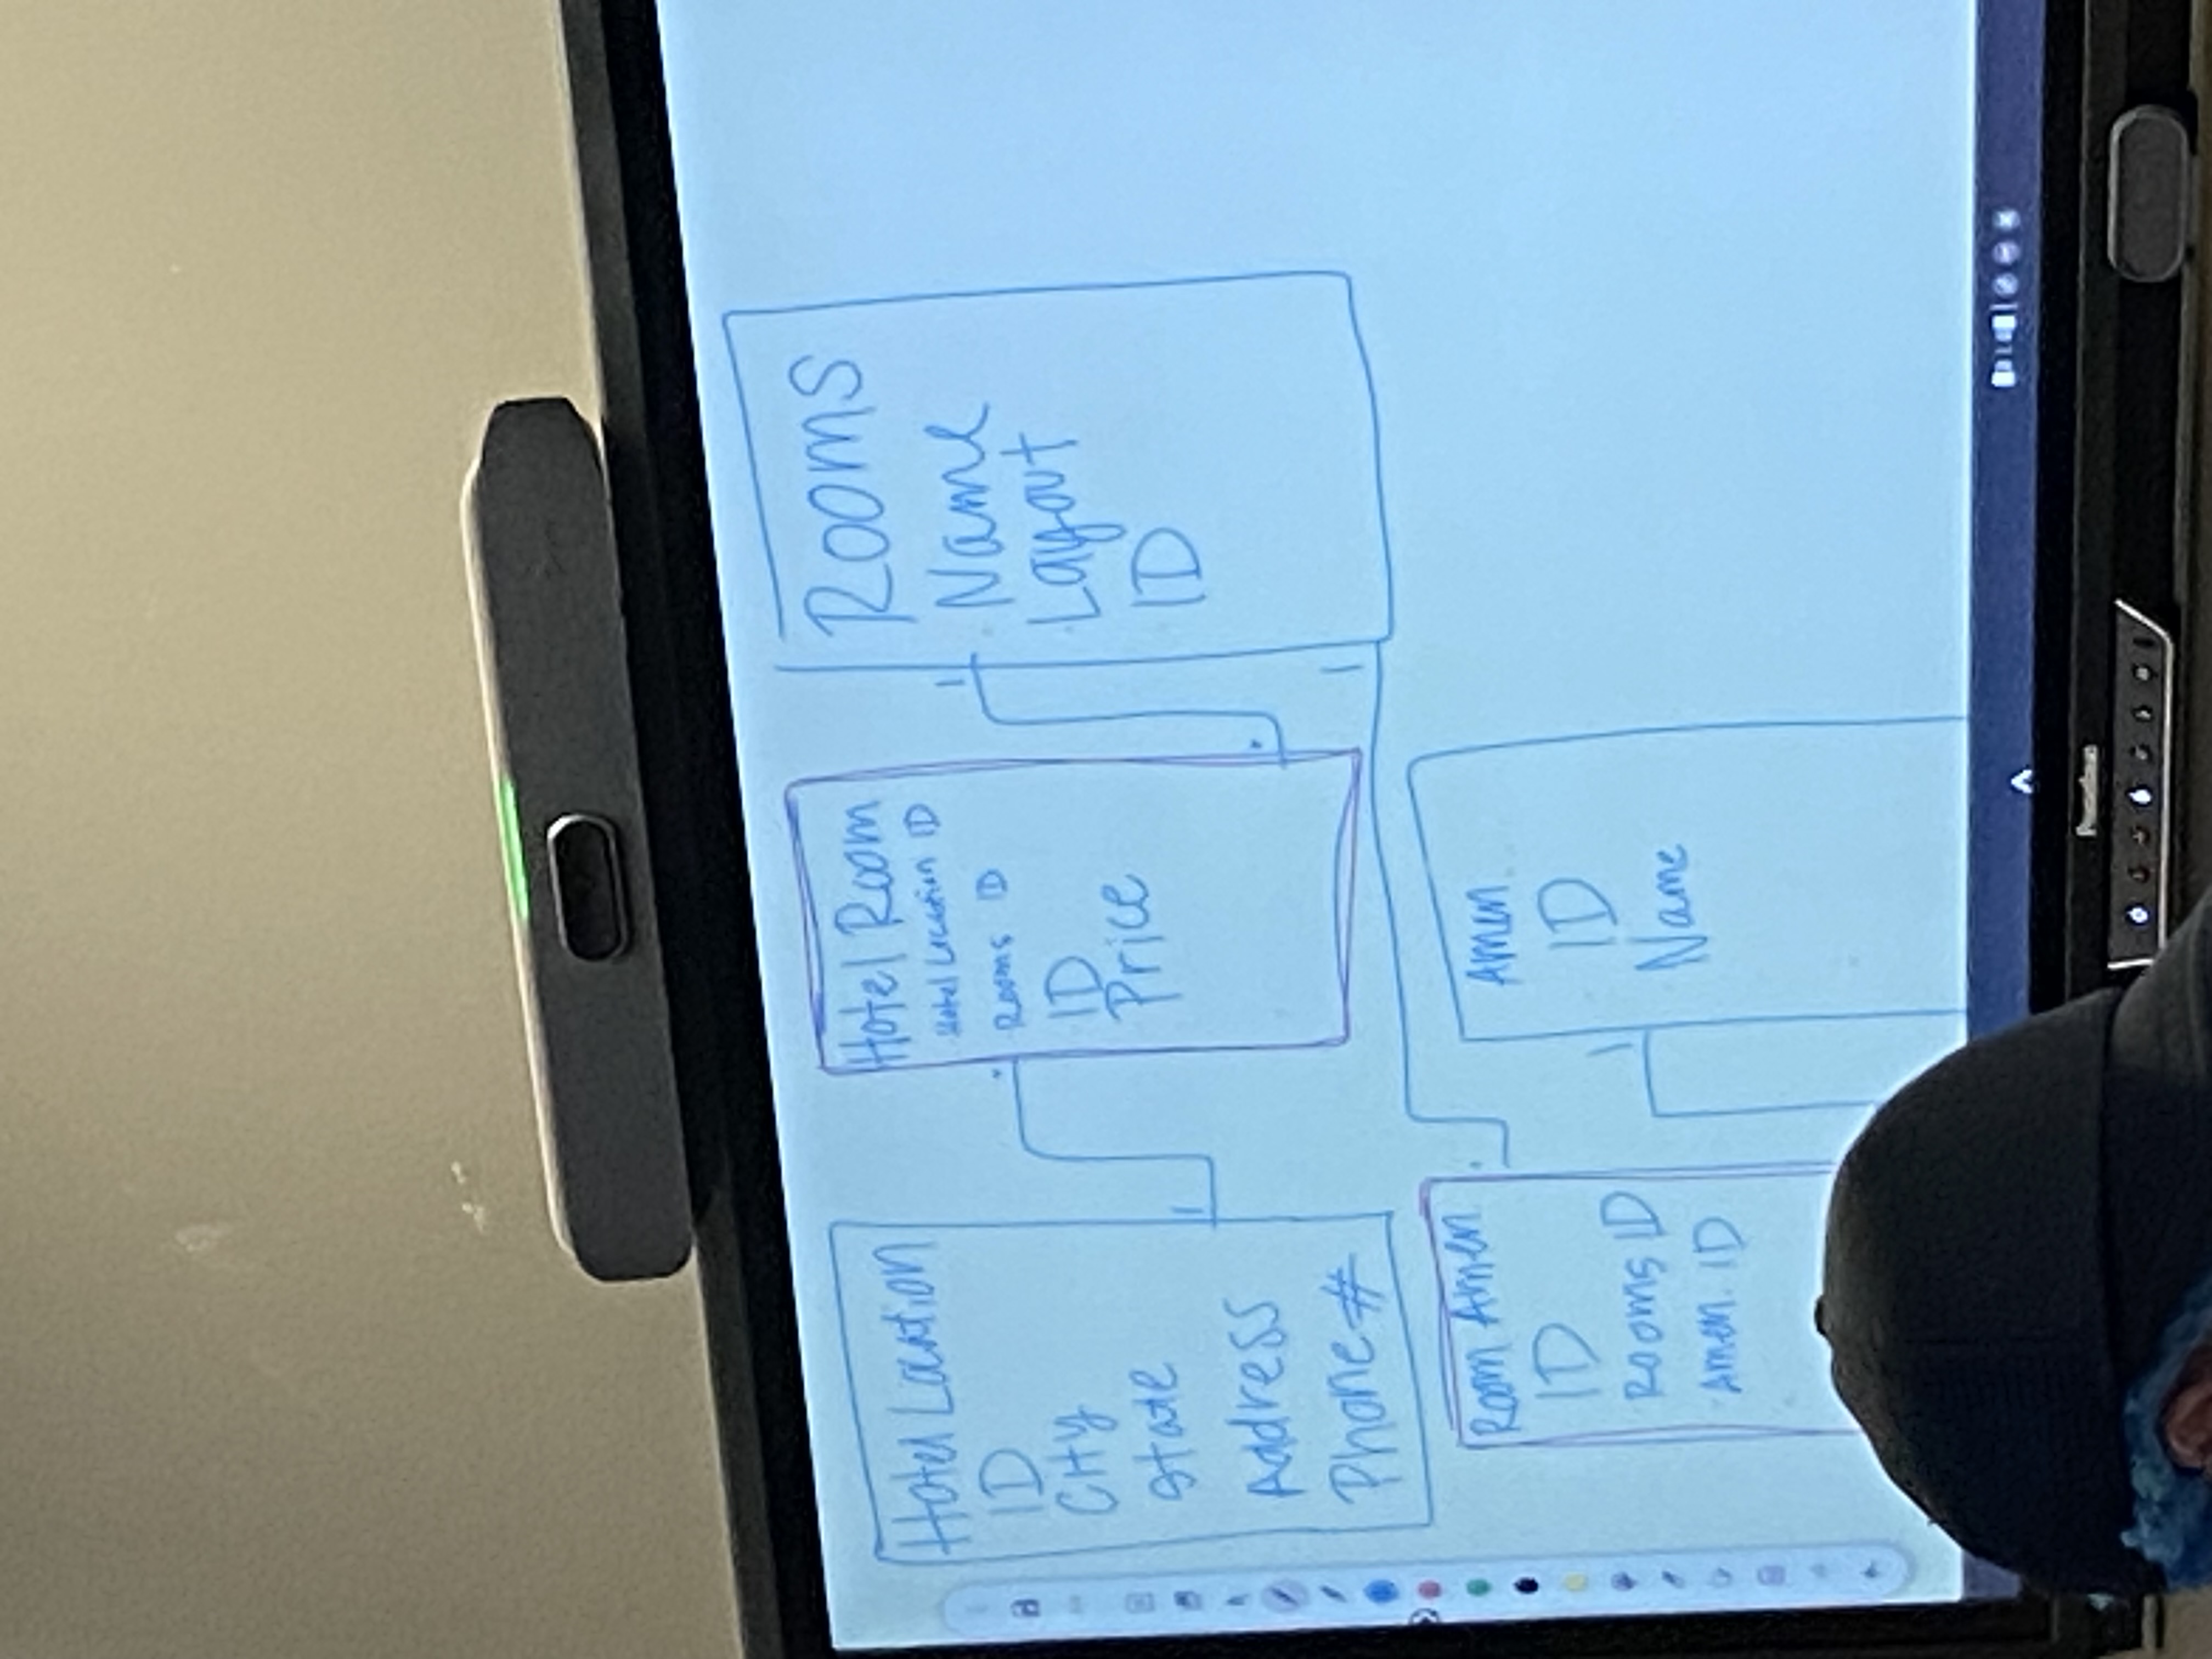 Hotel Location
ID
City
State
Address
Phone #
Hotel Room
Hotel Location ID
Rooms ID
ID
Price
Rooms
Name
Layout
ID
Room Amen.
ID
Rooms ID
Amen. ID
Amen.
ID
Name
1
1
1
1